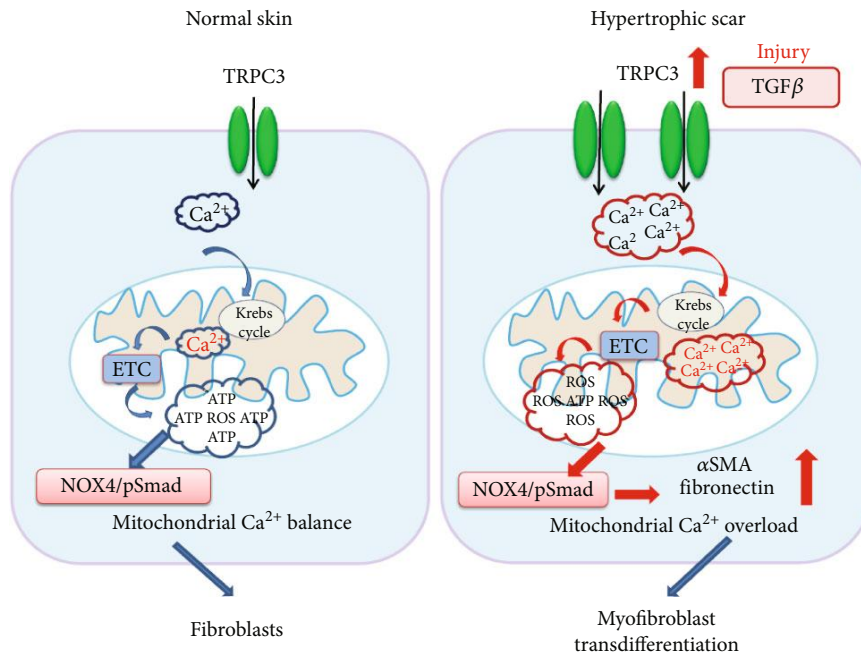 Normal skin
TRPC3
Ca²⁺
Krebs
cycle
Ca²⁺
ETC
ATP
ATP ROS ATP
ATP
NOX4/pSmad
Mitochondrial Ca²⁺ balance
Fibroblasts
Hypertrophic scar
Injury
TGFβ
TRPC3
Ca²⁺ Ca²⁺
Ca² Ca²⁺
Krebs
cycle
ETC
Ca²⁺ Ca²⁺
Ca²⁺ Ca²⁺
ROS
ROS ATP ROS
ROS
NOX4/pSmad
αSMA
fibronectin
Mitochondrial Ca²⁺ overload
Myofibroblast
transdifferentiation